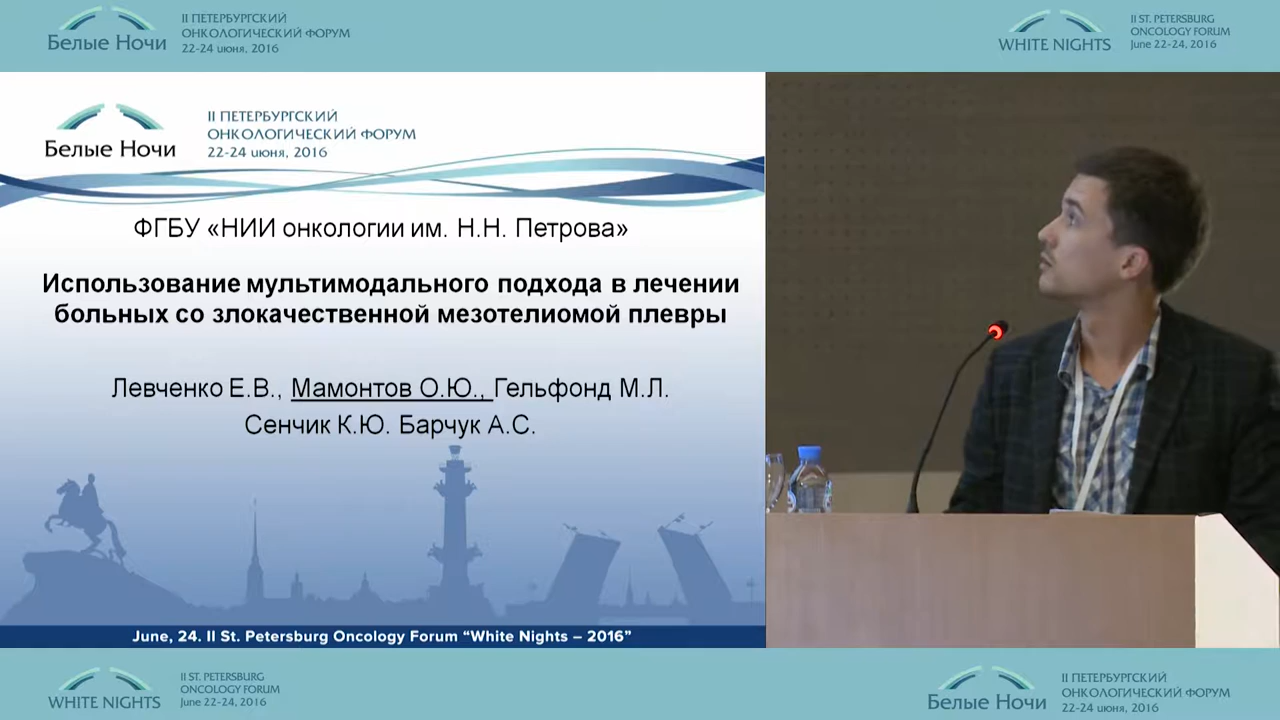 Белые Ночи
II ПЕТЕРБУРГСКИЙ
ОНКОЛОГИЧЕСКИЙ ФОРУМ
22-24 июня, 2016
WHITE NIGHTS
II ST. PETERSBURG
ONCOLOGY FORUM
June 22-24, 2016
Белые Ночи
II ПЕТЕРБУРГСКИЙ
ОНКОЛОГИЧЕСКИЙ ФОРУМ
22-24 июня, 2016
ФГБУ «НИИ онкологии им. Н.Н. Петрова»
Использование мультимодального подхода в лечении
больных со злокачественной мезотелиомой плевры
Левченко Е.В., Мамонтов О.Ю., Гельфонд М.Л.
Сенчик К.Ю. Барчук А.С.
June, 24. II St. Petersburg Oncology Forum “White Nights – 2016”
WHITE NIGHTS
II ST. PETERSBURG
ONCOLOGY FORUM
June 22-24, 2016
Белые Ночи
II ПЕТЕРБУРГСКИЙ
ОНКОЛОГИЧЕСКИЙ ФОРУМ
22-24 июня, 2016